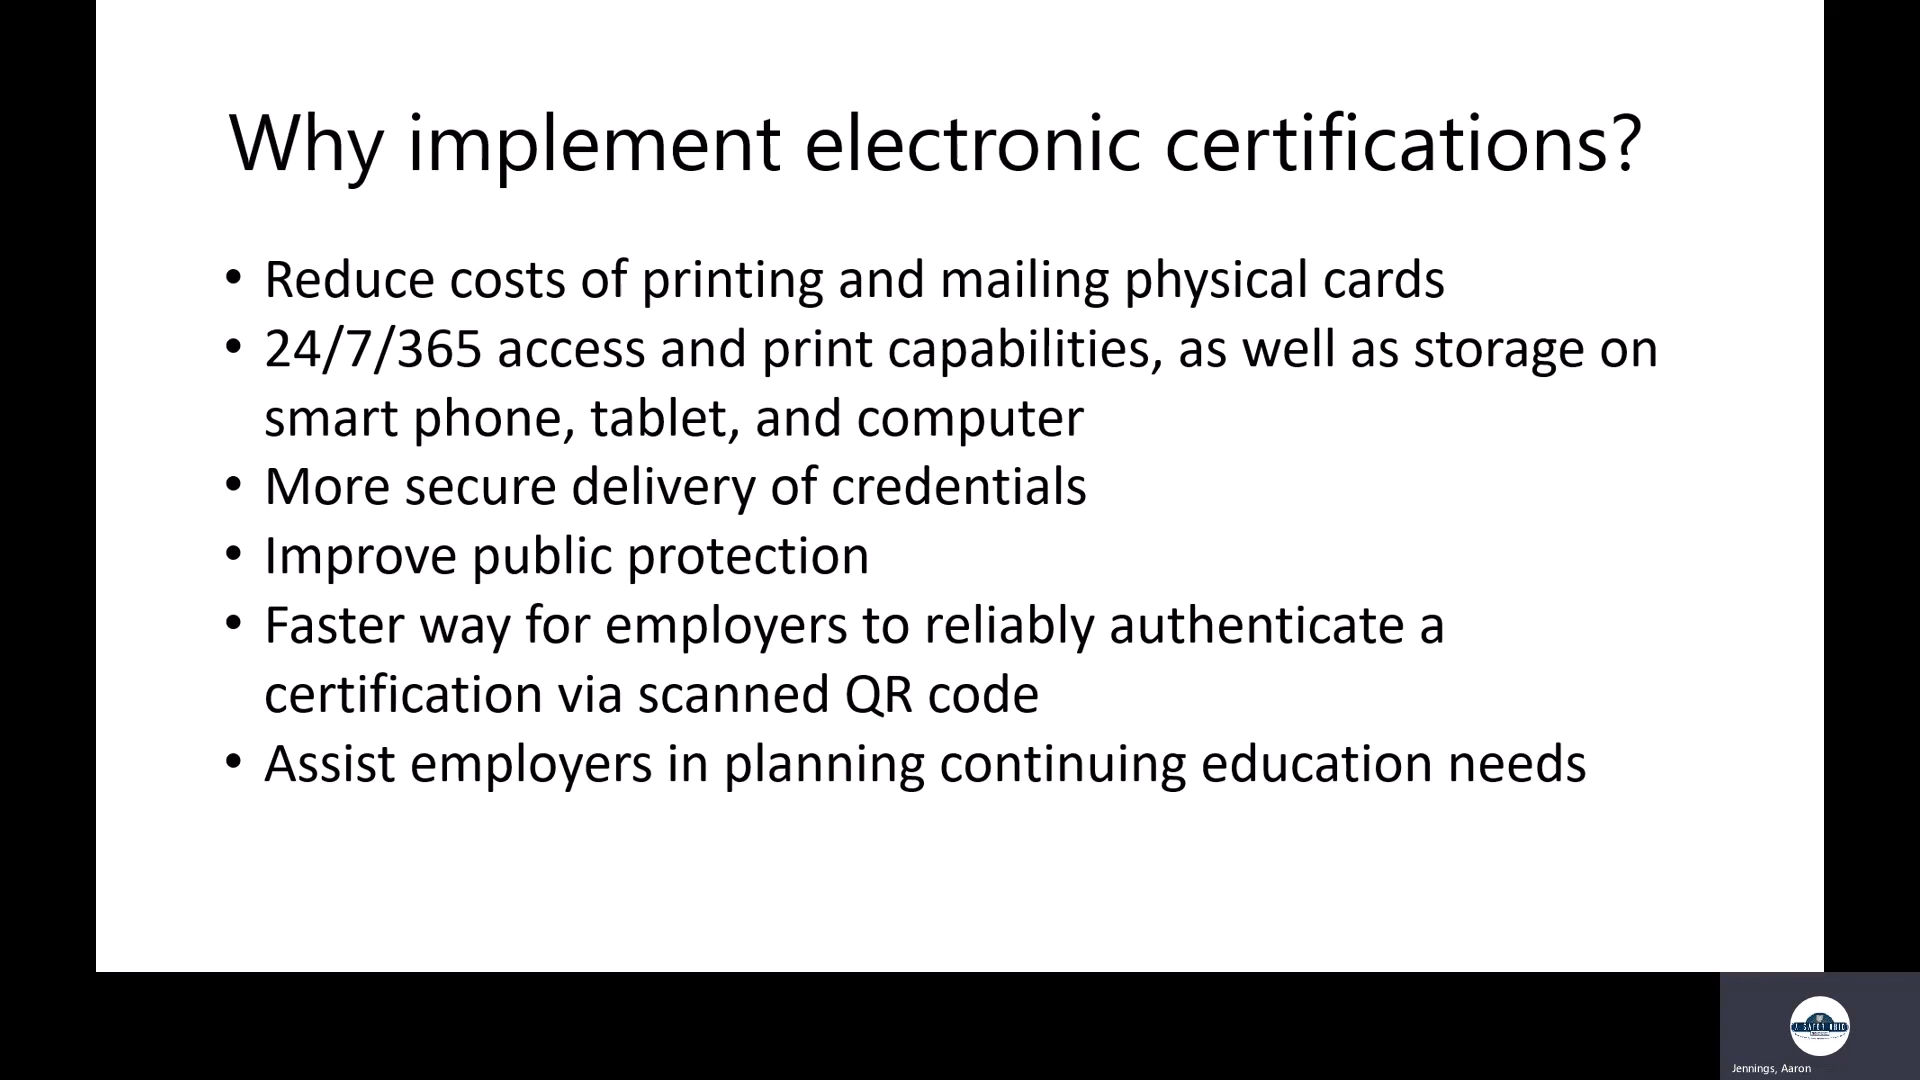 Why implement electronic certifications?
• Reduce costs of printing and mailing physical cards
• 24/7/365 access and print capabilities, as well as storage on
smart phone, tablet, and computer
• More secure delivery of credentials
• Improve public protection
• Faster way for employers to reliably authenticate a
certification via scanned QR code
• Assist employers in planning continuing education needs
A SAFER OHIO
Jennings, Aaron